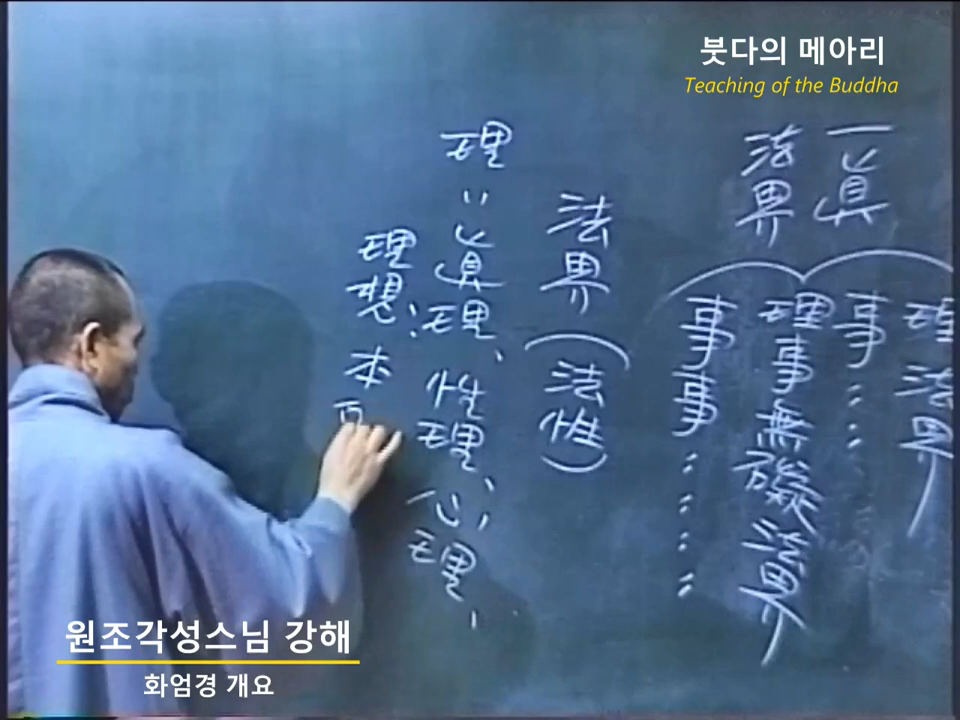 붓다의 메아리
Teaching of the Buddha
一眞
法界
理法界
事〃〃
理事無礙法界
事事〃〃〃〃
法界(法性)
理〃眞理、性理、心理、
理想、本
원조각성스님 강해
화엄경 개요